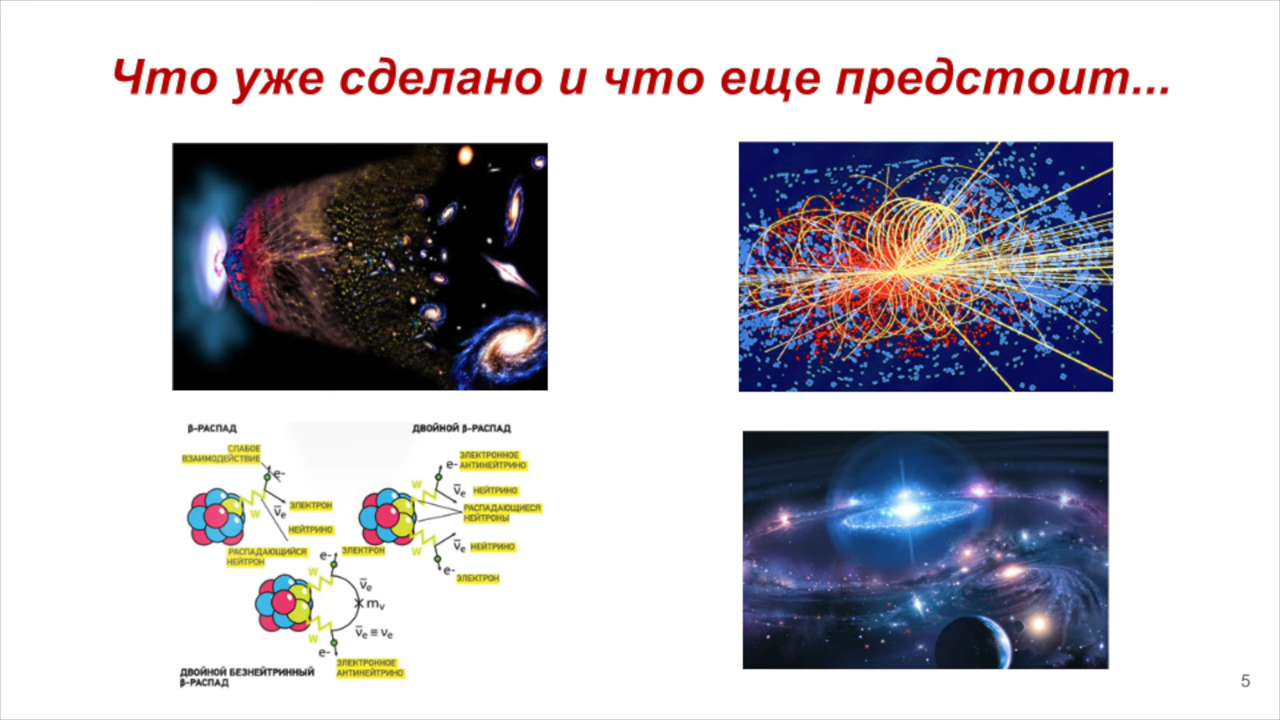 Что уже сделано и что еще предстоит...
β-РАСПАД
СЛАБОЕ
ВЗАИМОДЕЙСТВИЕ
e-
W
ν̅e
ЭЛЕКТРОН
НЕЙТРИНО
РАСПАДАЮЩИЙСЯ
НЕЙТРОН
ДВОЙНОЙ β-РАСПАД
e-
ЭЛЕКТРОННОЕ
АНТИНЕЙТРИНО
W
ν̅e
НЕЙТРИНО
РАСПАДАЮЩИЕСЯ
НЕЙТРОНЫ
W
ν̅e
НЕЙТРИНО
e-
ЭЛЕКТРОН
e-
ЭЛЕКТРОН
W
ν̅e
mν
ν̅e ≡ νe
W
e-
ЭЛЕКТРОННОЕ
АНТИНЕЙТРИНО
ДВОЙНОЙ БЕЗНЕЙТРИННЫЙ
β-РАСПАД
5